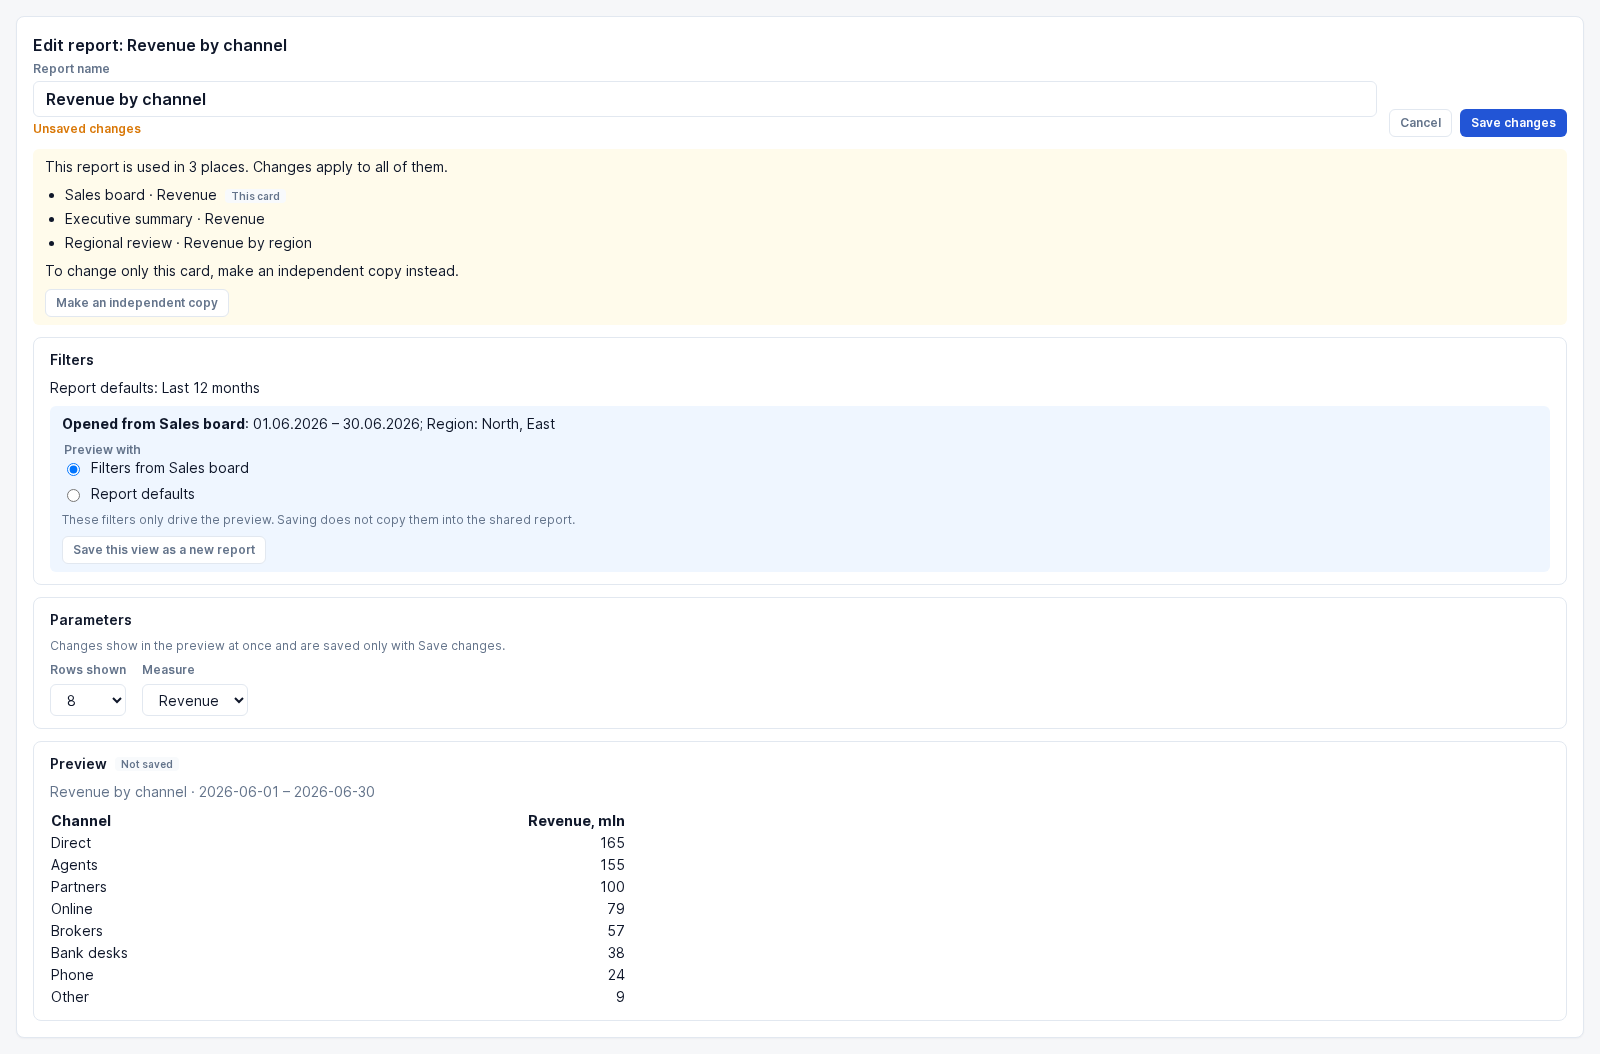 Edit report: Revenue by channel
Report name
Revenue by channel
Unsaved changes
Cancel
Save changes
This report is used in 3 places. Changes apply to all of them.
Sales board · Revenue This card
Executive summary · Revenue
Regional review · Revenue by region
To change only this card, make an independent copy instead.
Make an independent copy
Filters
Report defaults: Last 12 months
Opened from Sales board: 01.06.2026 – 30.06.2026; Region: North, East
Preview with
Filters from Sales board
Report defaults
These filters only drive the preview. Saving does not copy them into the shared report.
Save this view as a new report
Parameters
Changes show in the preview at once and are saved only with Save changes.
Rows shown Measure
8 Revenue
Preview Not saved
Revenue by channel · 2026-06-01 – 2026-06-30
Channel Revenue, mln
Direct 165
Agents 155
Partners 100
Online 79
Brokers 57
Bank desks 38
Phone 24
Other 9